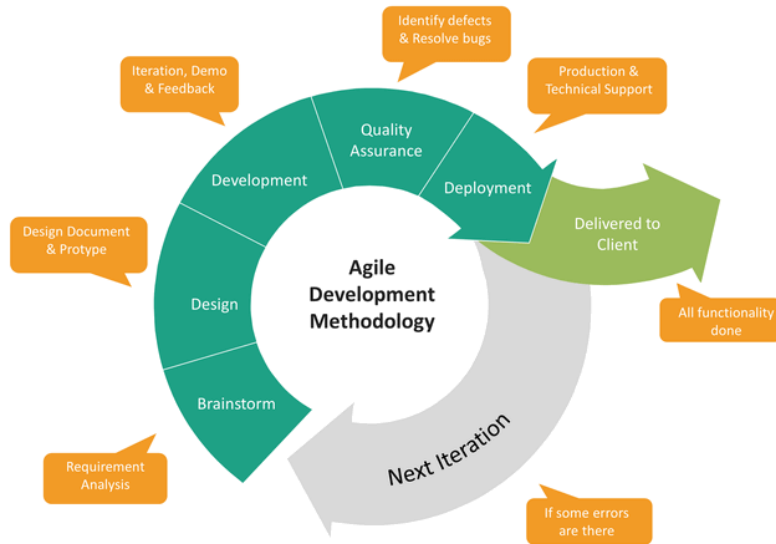 Identify defects
& Resolve bugs
Iteration, Demo
& Feedback
Production &
Technical Support
Quality
Assurance
Development
Deployment
Delivered to
Client
Design Document
& Protype
Agile
Development
Methodology
Design
All functionality
done
Brainstorm
Next Iteration
Requirement
Analysis
If some errors
are there